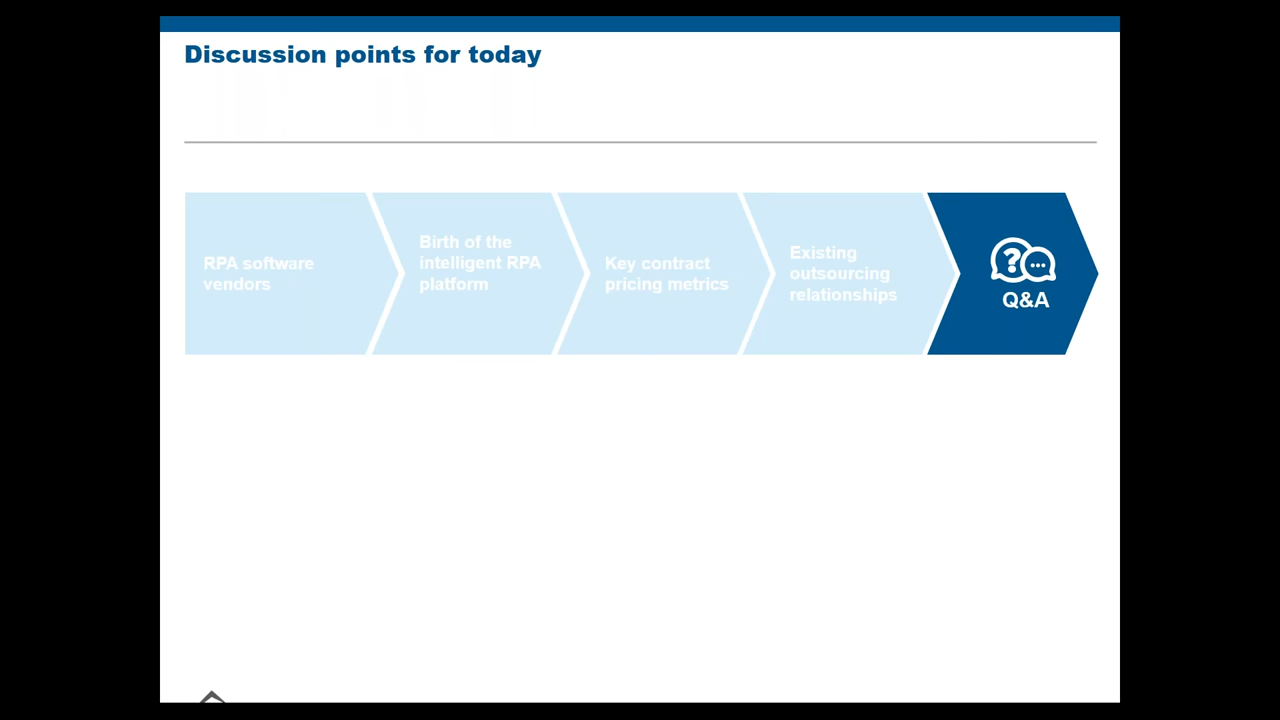 Discussion points for today
RPA software
vendors
Birth of the
intelligent RPA
platform
Key contract
pricing metrics
Existing
outsourcing
relationships
Q&A